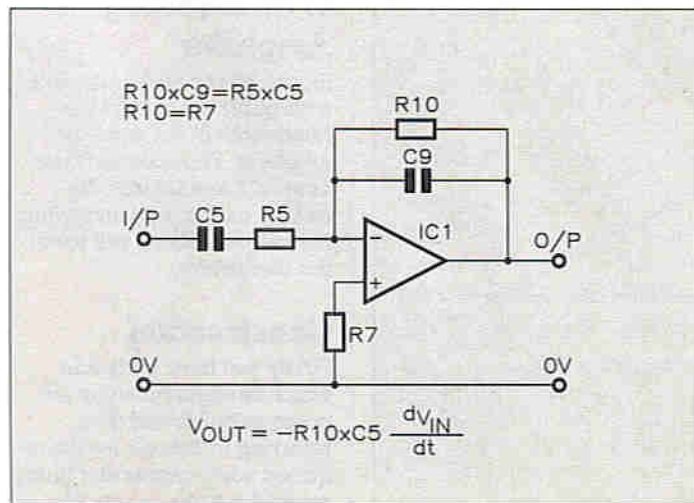 R10xC9=R5xC5
R10=R7
R10
C9
I/P
C5
R5
IC1
O/P
−
+
R7
0V
0V
VOUT = −R10xC5 dVIN/dt